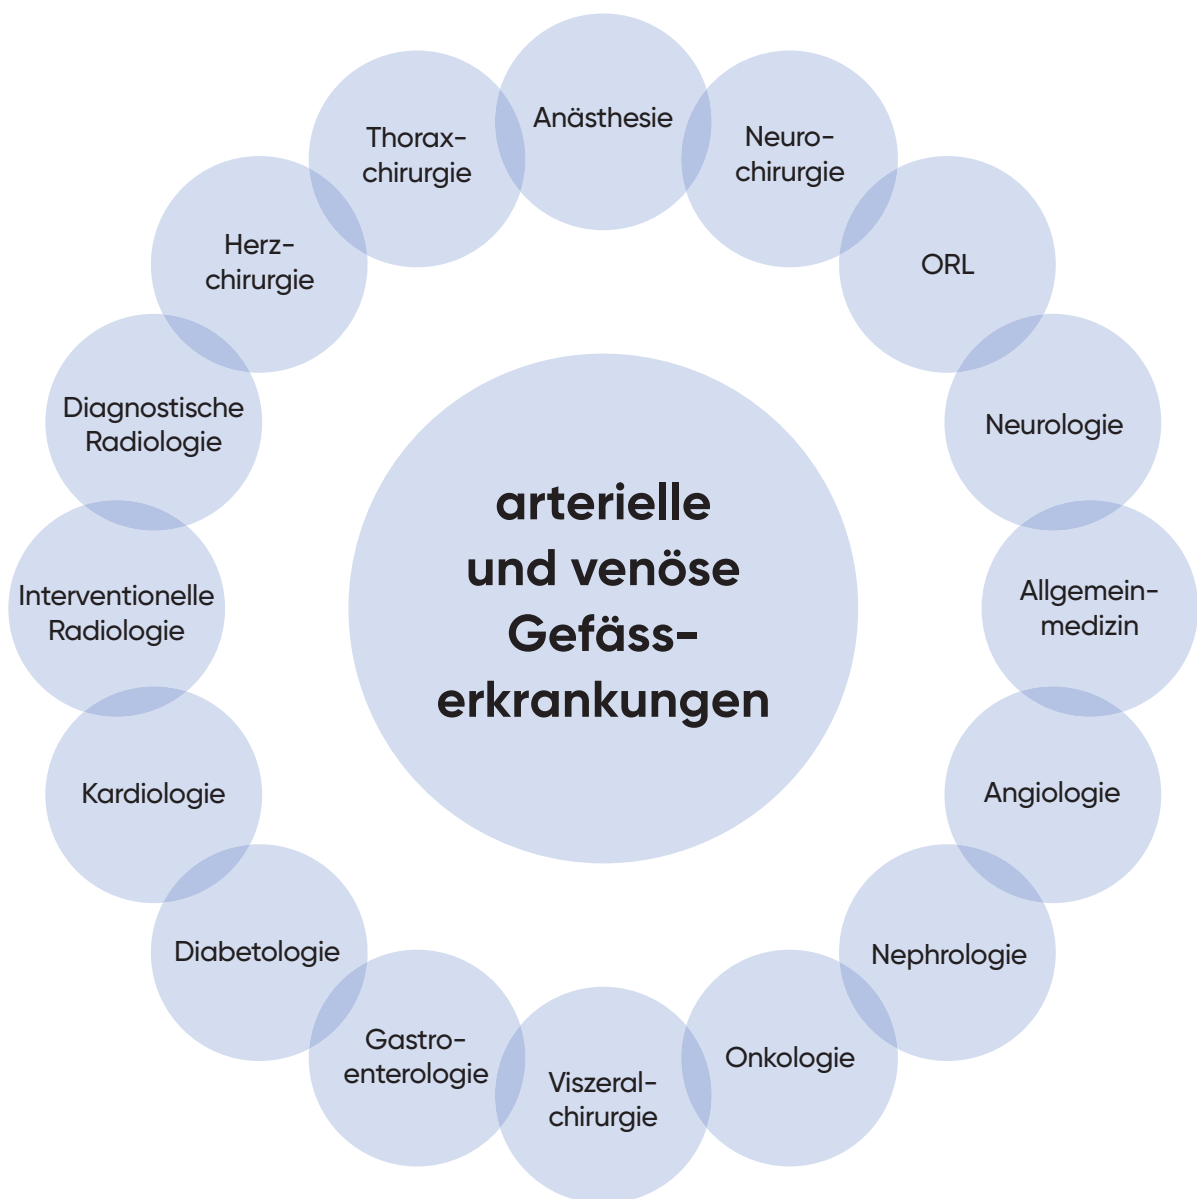 Anästhesie
Neuro-
chirurgie
ORL
Neurologie
Allgemein-
medizin
Angiologie
Nephrologie
Onkologie
Viszeral-
chirurgie
Gastro-
enterologie
Diabetologie
Kardiologie
Interventionelle
Radiologie
Diagnostische
Radiologie
Herz-
chirurgie
Thorax-
chirurgie
arterielle
und venöse
Gefäss-
erkrankungen